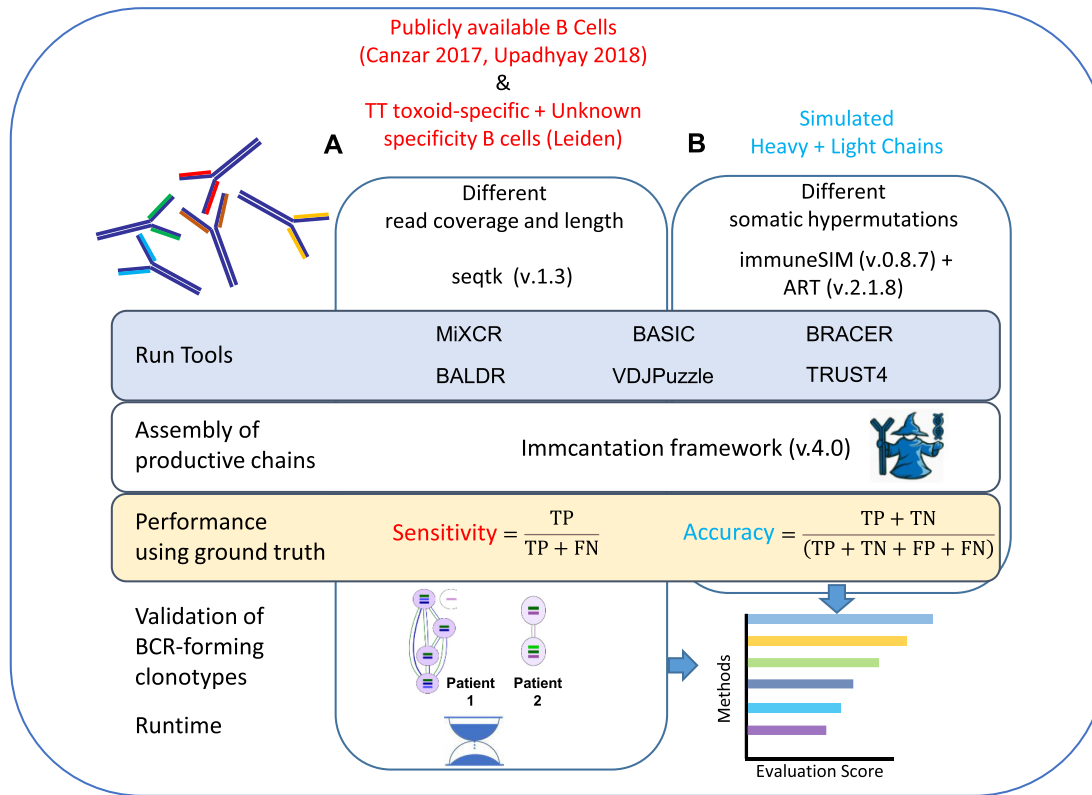 Publicly available B Cells
(Canzar 2017, Upadhyay 2018)
&
TT toxoid-specific + Unknown
specificity B cells (Leiden)
A
B
Simulated
Heavy + Light Chains
Different
read coverage and length
seqtk (v.1.3)
Different
somatic hypermutations
immuneSIM (v.0.8.7) +
ART (v.2.1.8)
Run Tools
MiXCR BASIC BRACER
BALDR VDJPuzzle TRUST4
Assembly of
productive chains
Immcantation framework (v.4.0)
Performance
using ground truth
Sensitivity = TP / TP + FN
Accuracy = TP + TN / (TP + TN + FP + FN)
Validation of
BCR-forming
clonotypes
Patient
1
Patient
2
Runtime
Methods
Evaluation Score